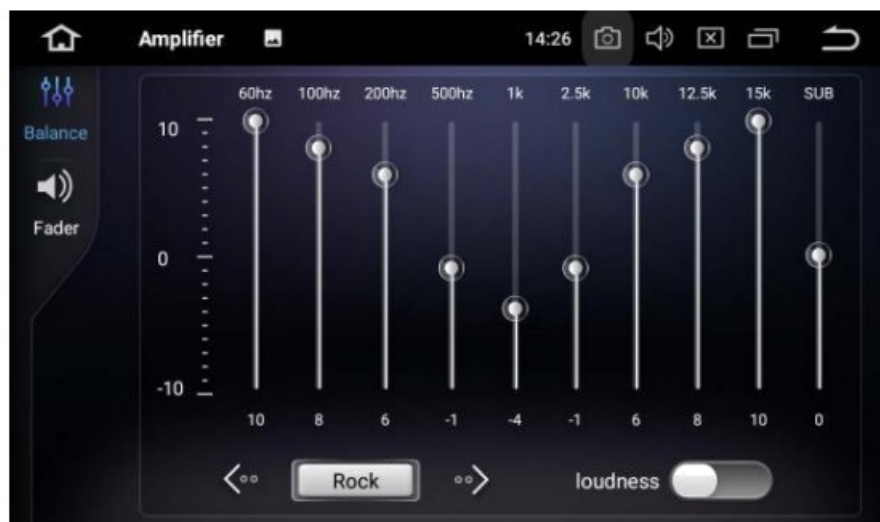 Amplifier 14:26
60hz 100hz 200hz 500hz 1k 2.5k 10k 12.5k 15k SUB
Balance
Fader
10
0
-10
10 8 6 -1 -4 -1 6 8 10 0
Rock loudness